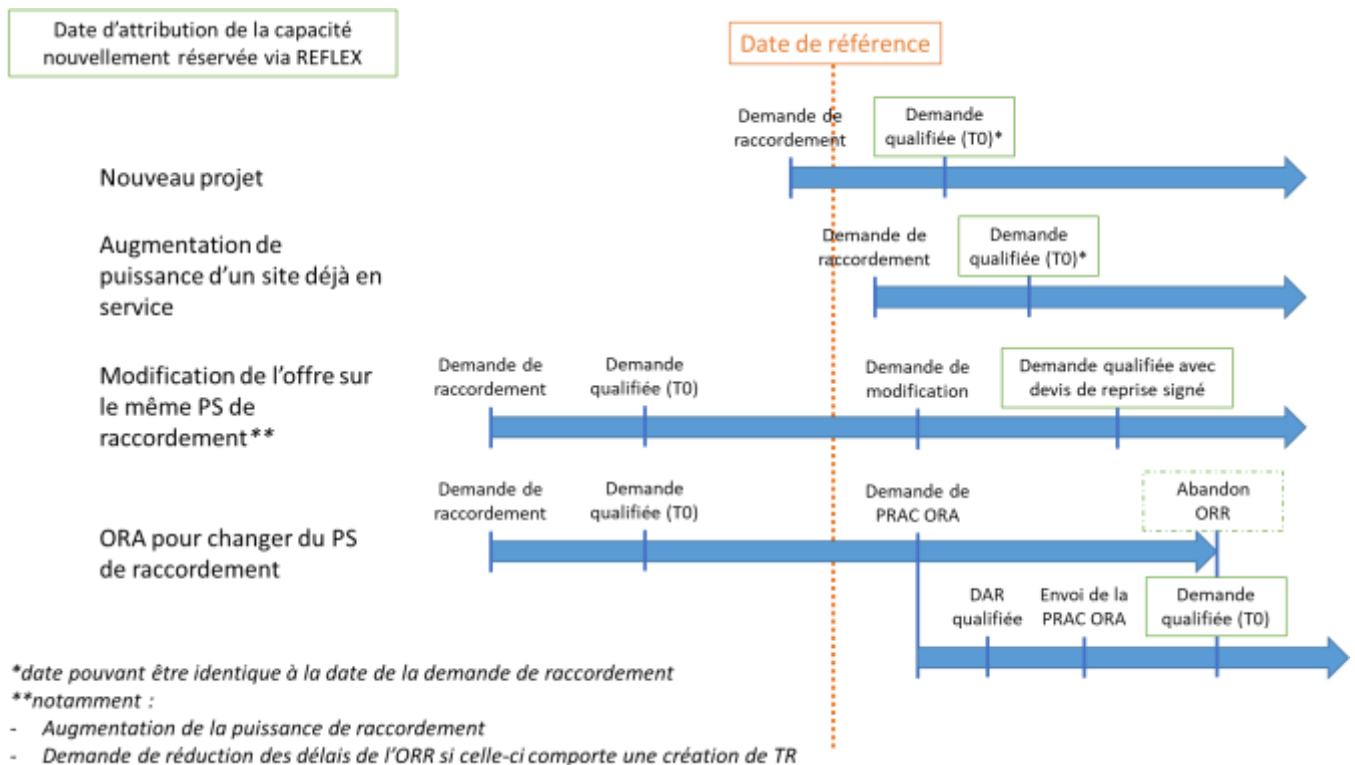 Date d'attribution de la capacité
nouvellement réservée via REFLEX
Date de référence
Demande de
raccordement
Demande
qualifiée (T0)*
Nouveau projet
Augmentation de
puissance d'un site déjà en
service
Demande de
raccordement
Demande
qualifiée (T0)*
Modification de l'offre sur
le même PS de
raccordement**
Demande de
raccordement
Demande
qualifiée (T0)
Demande de
modification
Demande qualifiée avec
devis de reprise signé
ORA pour changer du PS
de raccordement
Demande de
raccordement
Demande
qualifiée (T0)
Demande de
PRAC ORA
Abandon
ORR
DAR
qualifiée
Envoi de la
PRAC ORA
Demande
qualifiée (T0)
*date pouvant être identique à la date de la demande de raccordement
**notamment :
- Augmentation de la puissance de raccordement
- Demande de réduction des délais de l'ORR si celle-ci comporte une création de TR